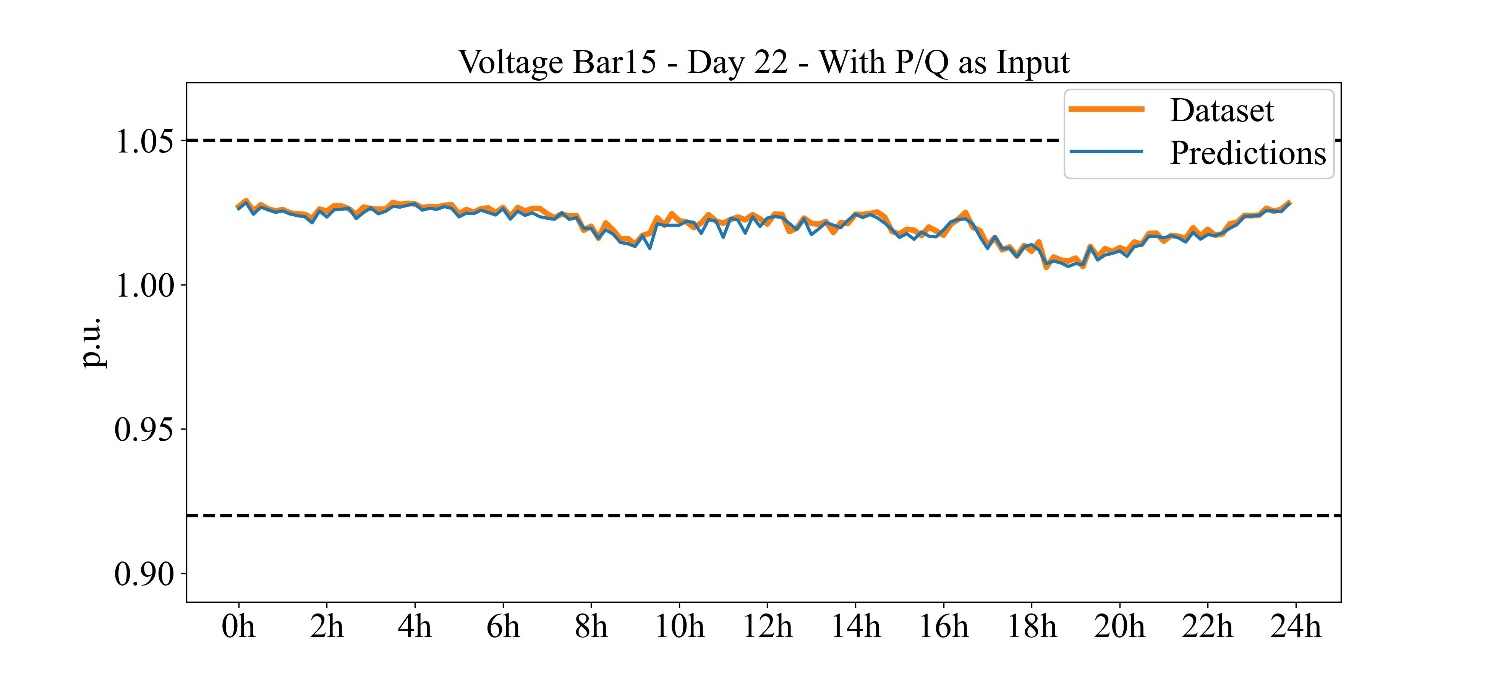 Voltage Bar15 - Day 22 - With P/Q as Input
Dataset
Predictions
1.05
1.00
0.95
0.90
p.u.
0h 2h 4h 6h 8h 10h 12h 14h 16h 18h 20h 22h 24h